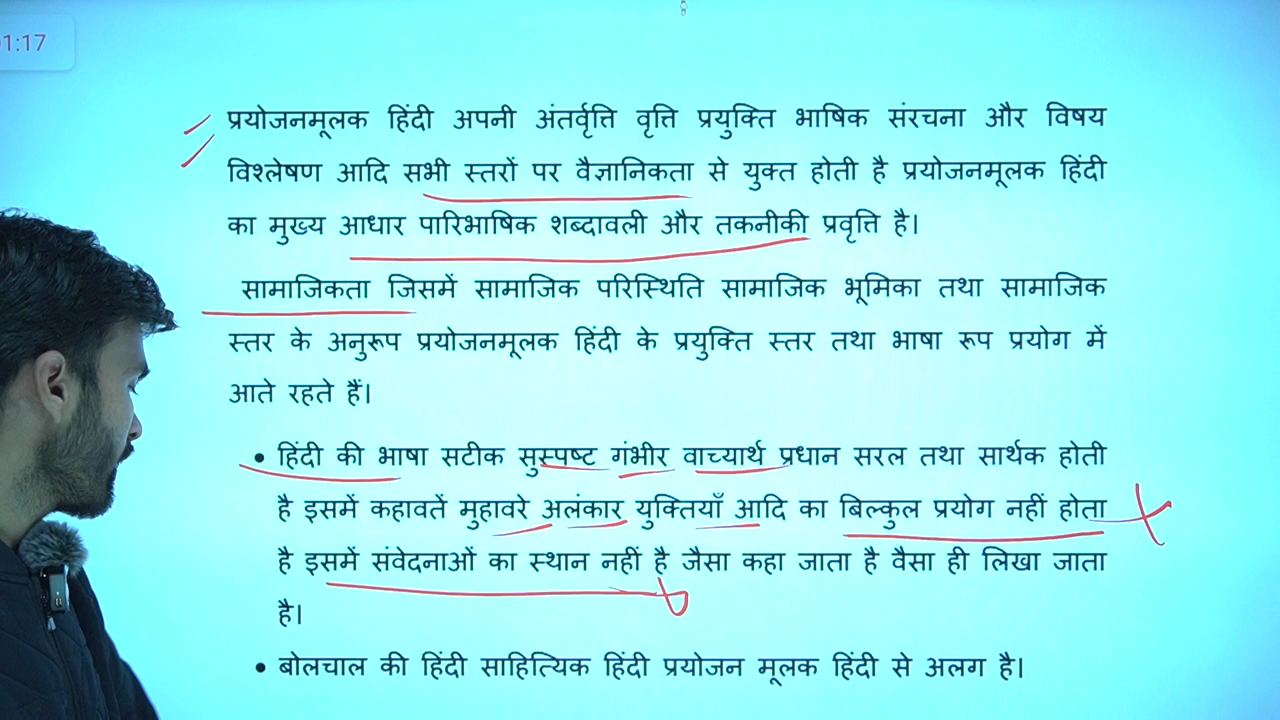 1:17
प्रयोजनमूलक हिंदी अपनी अंतर्वृत्ति वृत्ति प्रयुक्ति भाषिक संरचना और विषय
विश्लेषण आदि सभी स्तरों पर वैज्ञानिकता से युक्त होती है प्रयोजनमूलक हिंदी
का मुख्य आधार पारिभाषिक शब्दावली और तकनीकी प्रवृत्ति है।
सामाजिकता जिसमें सामाजिक परिस्थिति सामाजिक भूमिका तथा सामाजिक
स्तर के अनुरूप प्रयोजनमूलक हिंदी के प्रयुक्ति स्तर तथा भाषा रूप प्रयोग में
आते रहते हैं।
• हिंदी की भाषा सटीक सुस्पष्ट गंभीर वाच्यार्थ प्रधान सरल तथा सार्थक होती
है इसमें कहावतें मुहावरे अलंकार युक्तियाँ आदि का बिल्कुल प्रयोग नहीं होता
है इसमें संवेदनाओं का स्थान नहीं है जैसा कहा जाता है वैसा ही लिखा जाता
है।
• बोलचाल की हिंदी साहित्यिक हिंदी प्रयोजन मूलक हिंदी से अलग है।